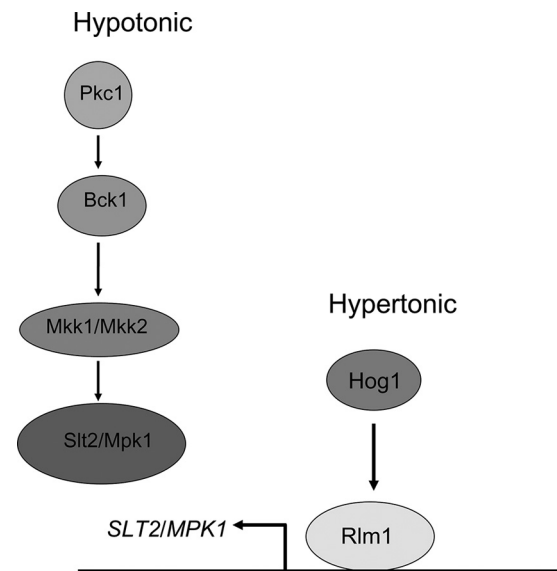 Hypotonic
Pkc1
Bck1
Mkk1/Mkk2
Slt2/Mpk1
Hypertonic
Hog1
Rlm1
SLT2/MPK1